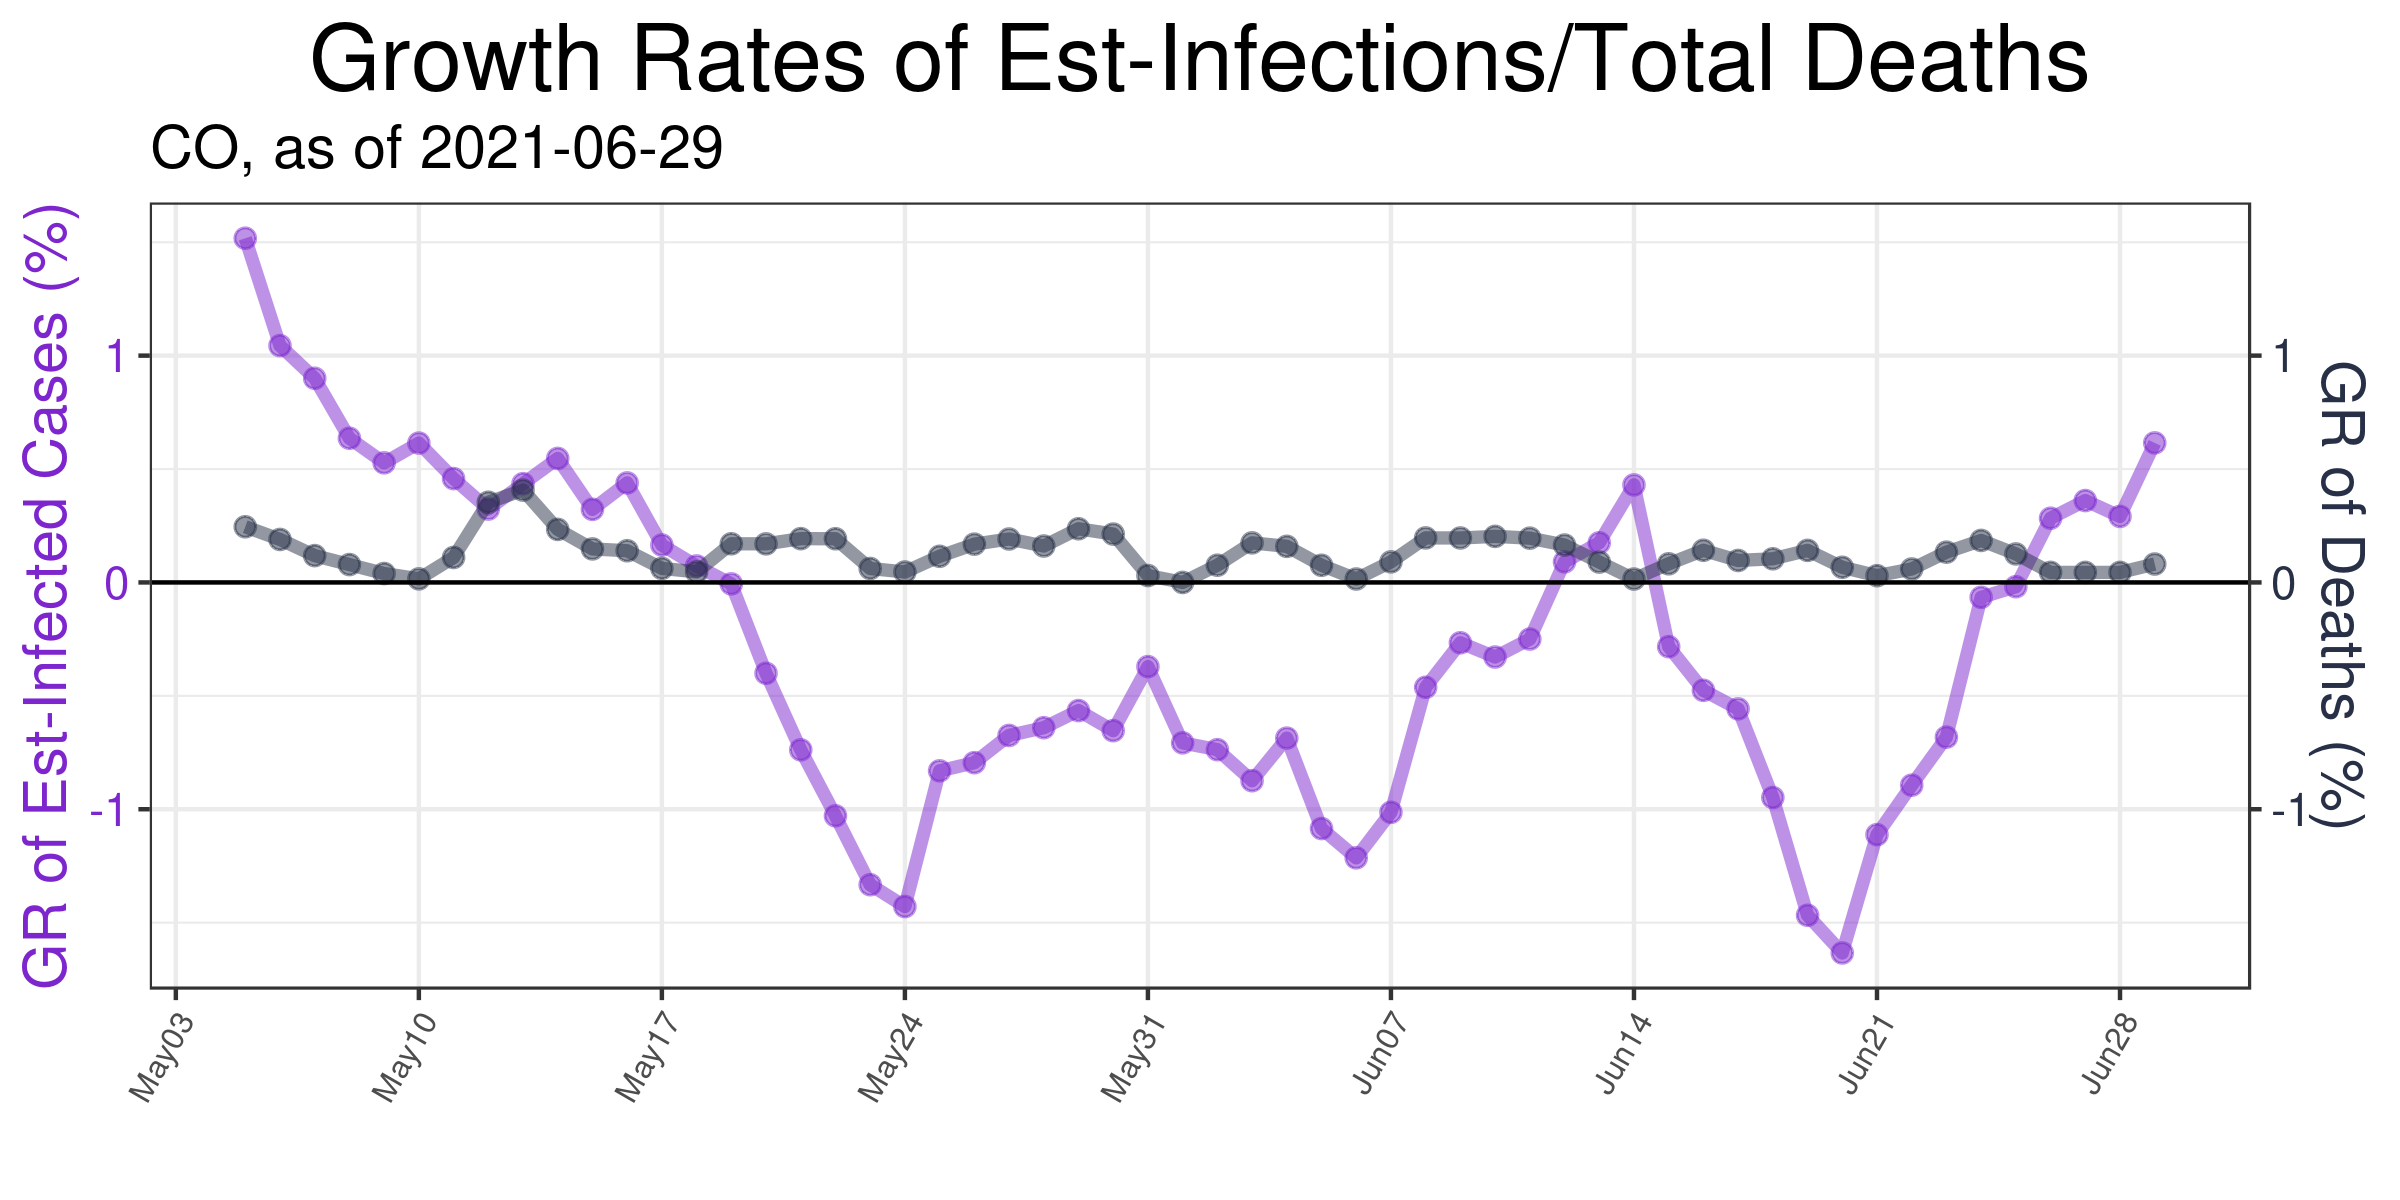 Growth Rates of Est-Infections/Total Deaths
CO, as of 2021-06-29
GR of Est-Infected Cases (%)
1
0
-1
1
0
-1
GR of Deaths (%)
May03
May10
May17
May24
May31
Jun07
Jun14
Jun21
Jun28